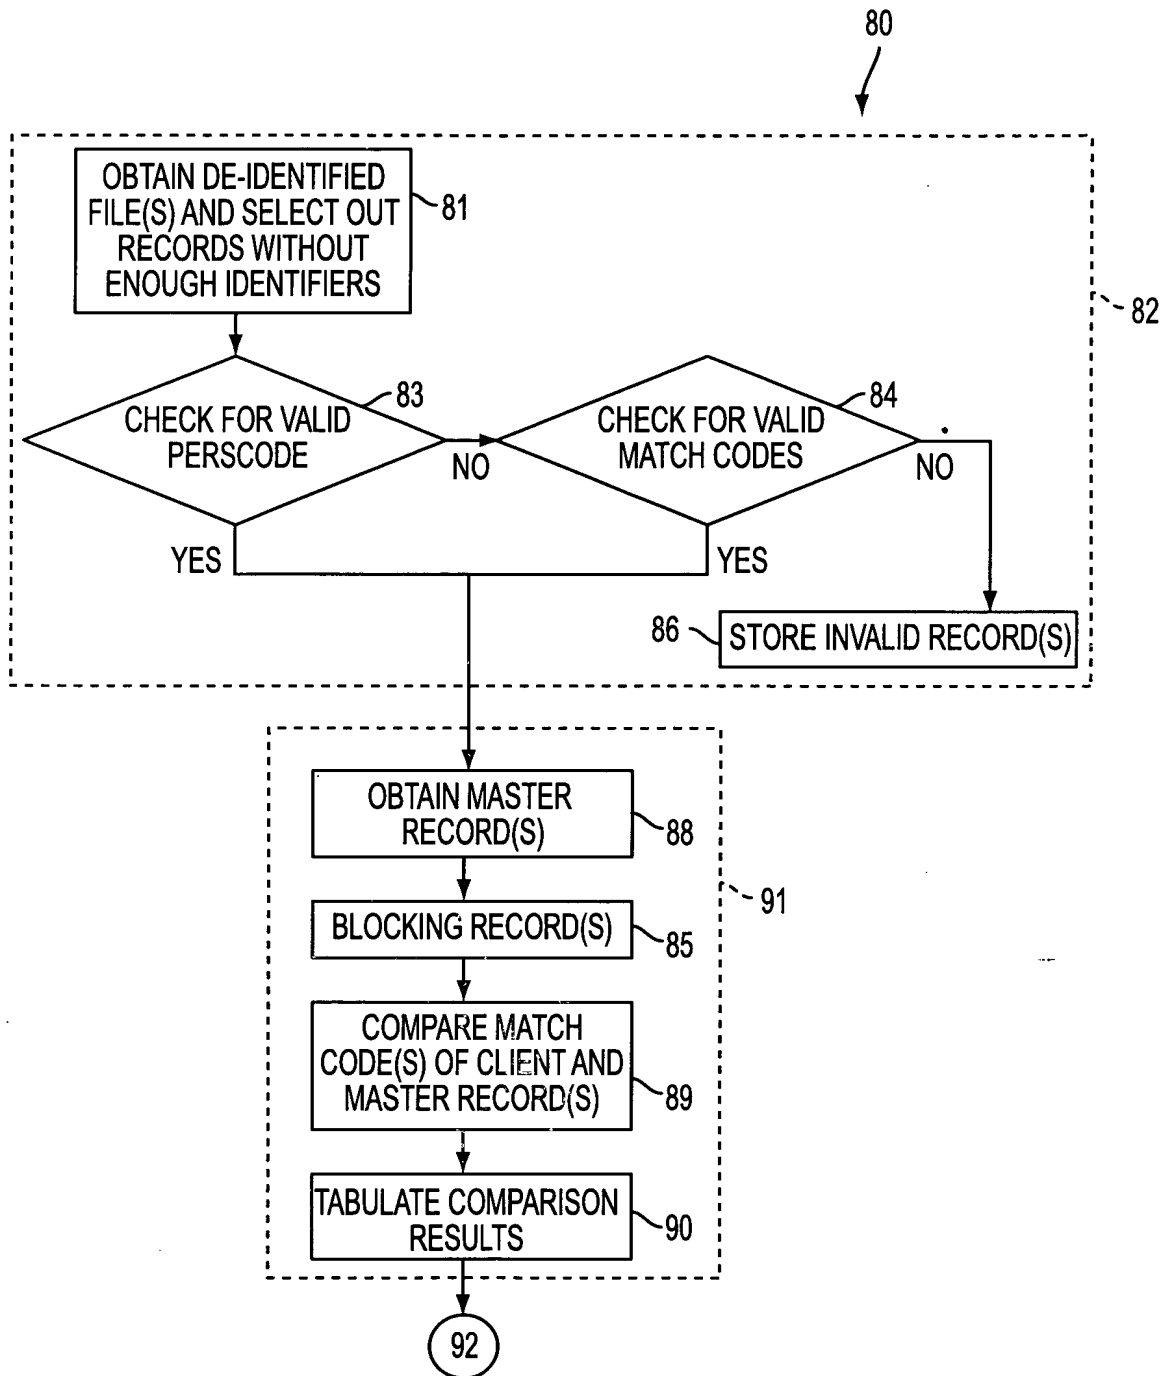 80
OBTAIN DE-IDENTIFIED
FILE(S) AND SELECT OUT
RECORDS WITHOUT
ENOUGH IDENTIFIERS
81
82
CHECK FOR VALID
PERSCODE
83
NO
YES
CHECK FOR VALID
MATCH CODES
84
NO
YES
86
STORE INVALID RECORD(S)
OBTAIN MASTER
RECORD(S)
88
91
BLOCKING RECORD(S)
85
COMPARE MATCH
CODE(S) OF CLIENT AND
MASTER RECORD(S)
89
TABULATE COMPARISON
RESULTS
90
92